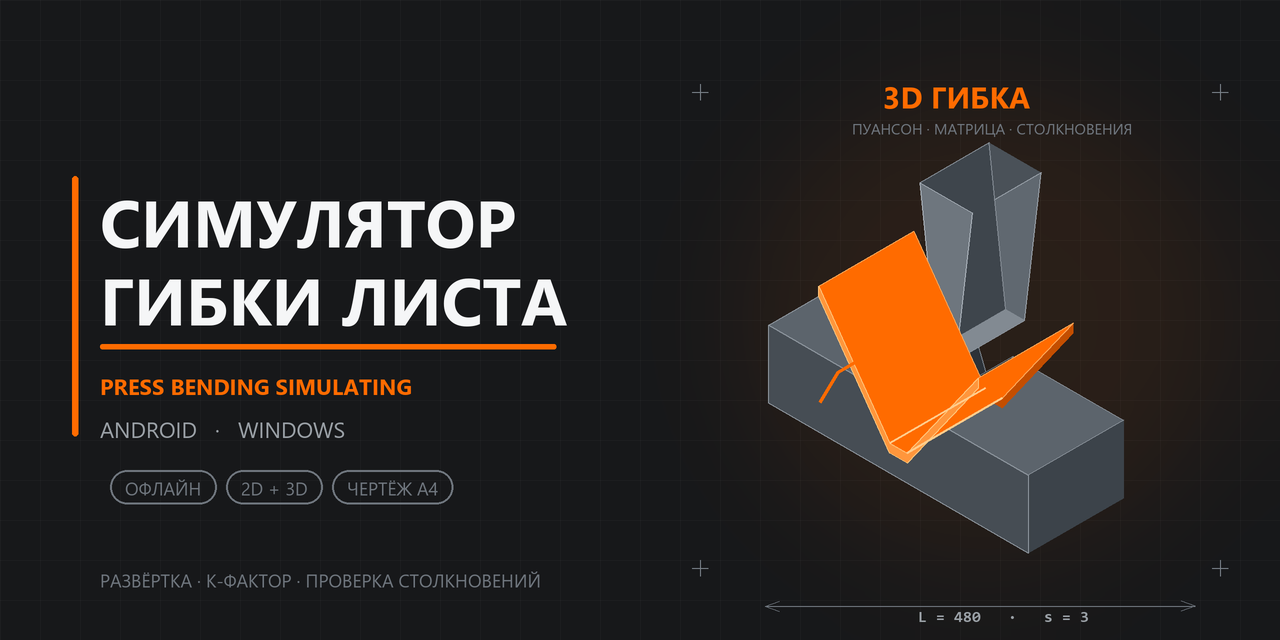 СИМУЛЯТОР
ГИБКИ ЛИСТА
PRESS BENDING SIMULATING
ANDROID · WINDOWS
ОФЛАЙН 2D + 3D ЧЕРТЁЖ А4
РАЗВЁРТКА · К-ФАКТОР · ПРОВЕРКА СТОЛКНОВЕНИЙ
3D ГИБКА
ПУАНСОН · МАТРИЦА · СТОЛКНОВЕНИЯ
L = 480 · s = 3